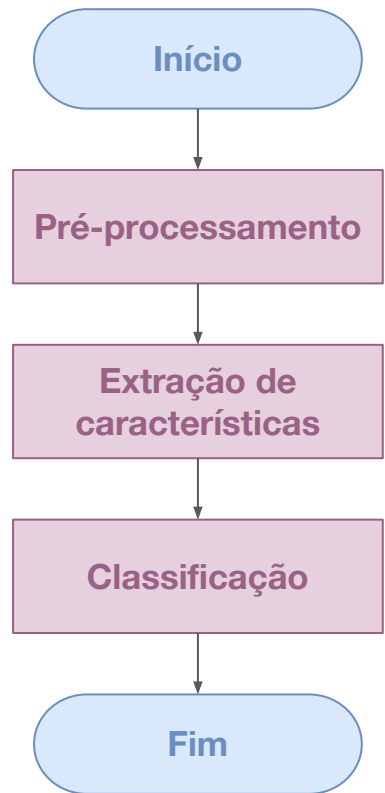 Início
Pré-processamento
Extração de
características
Classificação
Fim